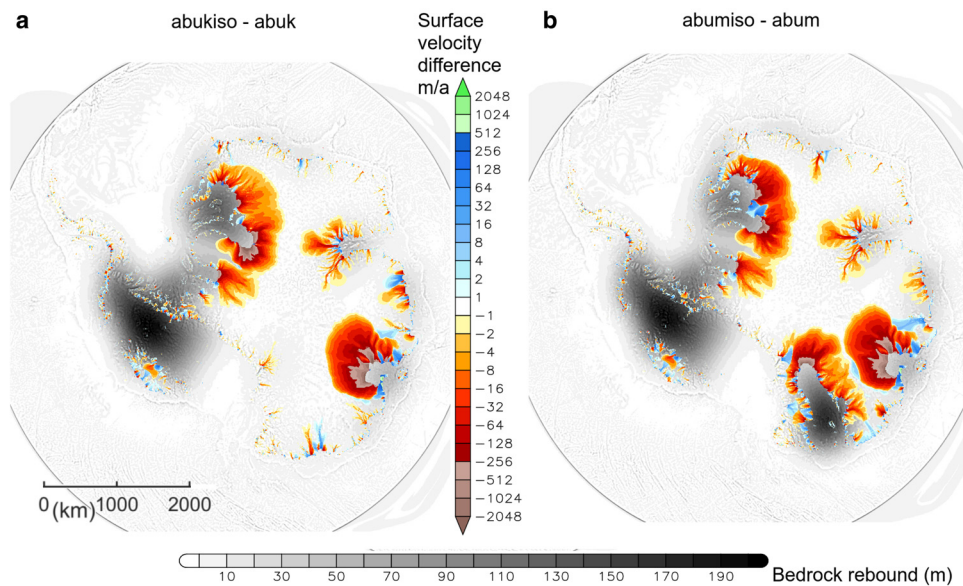 a
abukiso - abuk
Surface
velocity
difference
m/a
b
abumiso - abum
2048
1024
512
256
128
64
32
16
8
4
2
1
−1
−2
−4
−8
−16
−32
−64
−128
−256
−512
−1024
−2048
0 1000 2000
(km)
10 30 50 70 90 110 130 150 170 190
Bedrock rebound (m)